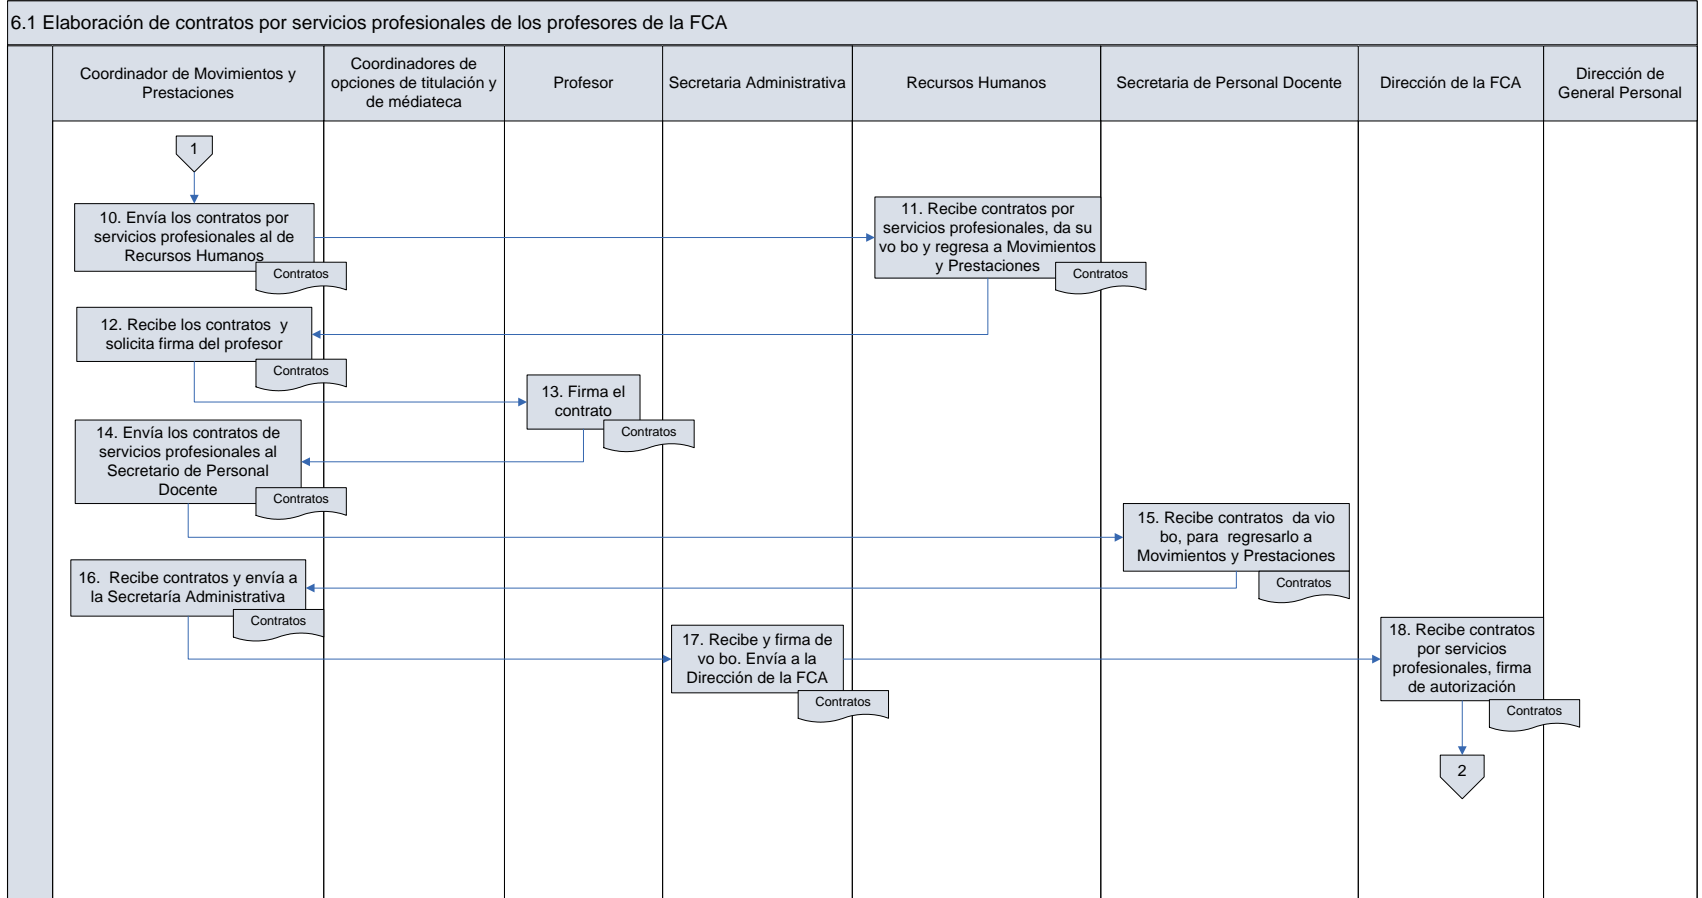 6.1 Elaboración de contratos por servicios profesionales de los profesores de la FCA
Coordinador de Movimientos y
Prestaciones
Coordinadores de
opciones de titulación y
de médiateca
Profesor
Secretaria Administrativa
Recursos Humanos
Secretaria de Personal Docente
Dirección de la FCA
Dirección de
General Personal
1
10. Envía los contratos por
servicios profesionales al de
Recursos Humanos
Contratos
11. Recibe contratos por
servicios profesionales, da su
vo bo y regresa a Movimientos
y Prestaciones
Contratos
12. Recibe los contratos y
solicita firma del profesor
Contratos
13. Firma el
contrato
Contratos
14. Envía los contratos de
servicios profesionales al
Secretario de Personal
Docente
Contratos
15. Recibe contratos da vio
bo, para regresarlo a
Movimientos y Prestaciones
Contratos
16. Recibe contratos y envía a
la Secretaría Administrativa
Contratos
17. Recibe y firma de
vo bo. Envía a la
Dirección de la FCA
Contratos
18. Recibe contratos
por servicios
profesionales, firma
de autorización
Contratos
2